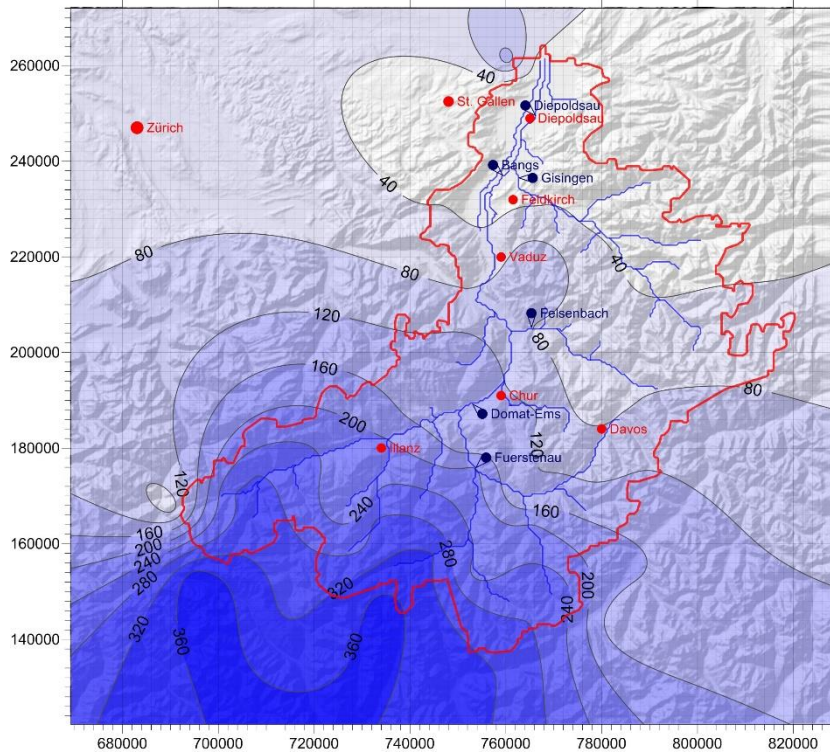 260000
240000
220000
200000
180000
160000
140000
680000
700000
720000
740000
760000
780000
800000
820000
40
St. Gallen
Diepoldsau
Diepoldsau
Zürich
Bangs
Gisingen
40
Feldkirch
80
80
Vaduz
40
120
Felsenbach
80
160
80
Chur
200
Domat-Ems
120
Davos
Ilanz
Fuerstenau
120
240
160
160
200
240
280
280
320
200
240
320
360
360